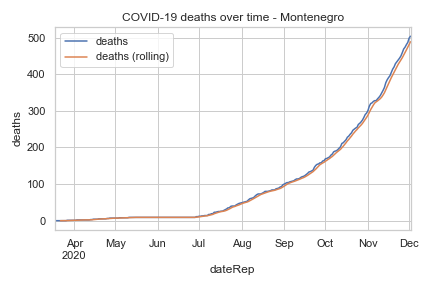 COVID-19 deaths over time - Montenegro
deaths
deaths (rolling)
500
400
300
200
100
0
deaths
Apr May Jun Jul Aug Sep Oct Nov Dec
2020
dateRep